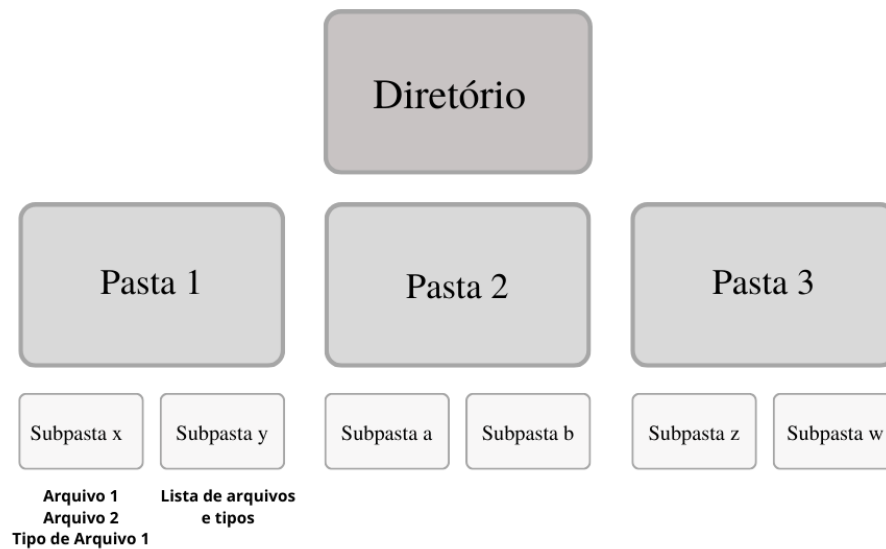 Diretório
Pasta 1
Pasta 2
Pasta 3
Subpasta x
Subpasta y
Subpasta a
Subpasta b
Subpasta z
Subpasta w
Arquivo 1
Arquivo 2
Tipo de Arquivo 1
Lista de arquivos
e tipos